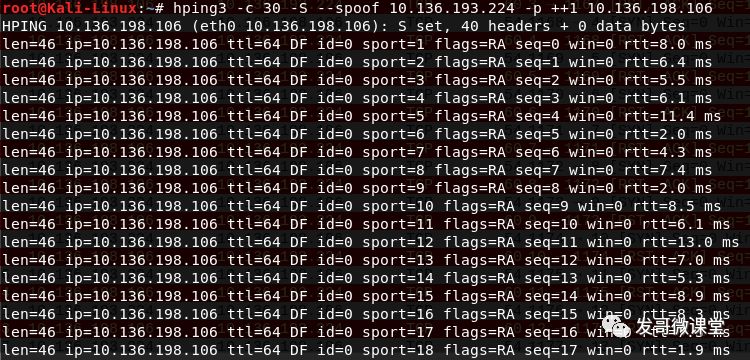 root@Kali-Linux:~# hping3 -c 30 -S --spoof 10.136.193.224 -p ++1 10.136.198.106
HPING 10.136.198.106 (eth0 10.136.198.106): S set, 40 headers + 0 data bytes
len=46 ip=10.136.198.106 ttl=64 DF id=0 sport=1 flags=RA seq=0 win=0 rtt=8.0 ms
len=46 ip=10.136.198.106 ttl=64 DF id=0 sport=2 flags=RA seq=1 win=0 rtt=6.4 ms
len=46 ip=10.136.198.106 ttl=64 DF id=0 sport=3 flags=RA seq=2 win=0 rtt=5.5 ms
len=46 ip=10.136.198.106 ttl=64 DF id=0 sport=4 flags=RA seq=3 win=0 rtt=6.1 ms
len=46 ip=10.136.198.106 ttl=64 DF id=0 sport=5 flags=RA seq=4 win=0 rtt=11.4 ms
len=46 ip=10.136.198.106 ttl=64 DF id=0 sport=6 flags=RA seq=5 win=0 rtt=2.0 ms
len=46 ip=10.136.198.106 ttl=64 DF id=0 sport=7 flags=RA seq=6 win=0 rtt=4.3 ms
len=46 ip=10.136.198.106 ttl=64 DF id=0 sport=8 flags=RA seq=7 win=0 rtt=7.4 ms
len=46 ip=10.136.198.106 ttl=64 DF id=0 sport=9 flags=RA seq=8 win=0 rtt=2.0 ms
len=46 ip=10.136.198.106 ttl=64 DF id=0 sport=10 flags=RA seq=9 win=0 rtt=8.5 ms
len=46 ip=10.136.198.106 ttl=64 DF id=0 sport=11 flags=RA seq=10 win=0 rtt=6.1 ms
len=46 ip=10.136.198.106 ttl=64 DF id=0 sport=12 flags=RA seq=11 win=0 rtt=13.0 ms
len=46 ip=10.136.198.106 ttl=64 DF id=0 sport=13 flags=RA seq=12 win=0 rtt=7.0 ms
len=46 ip=10.136.198.106 ttl=64 DF id=0 sport=14 flags=RA seq=13 win=0 rtt=5.3 ms
len=46 ip=10.136.198.106 ttl=64 DF id=0 sport=15 flags=RA seq=14 win=0 rtt=8.9 ms
len=46 ip=10.136.198.106 ttl=64 DF id=0 sport=16 flags=RA seq=15 win=0 rtt=8.3 ms
len=46 ip=10.136.198.106 ttl=64 DF id=0 sport=17 flags=RA seq=16 ms
len=46 ip=10.136.198.106 ttl=64 DF id=0 sport=18 flags=RA seq=17 win=0 rtt=1.9 ms
发哥微课堂